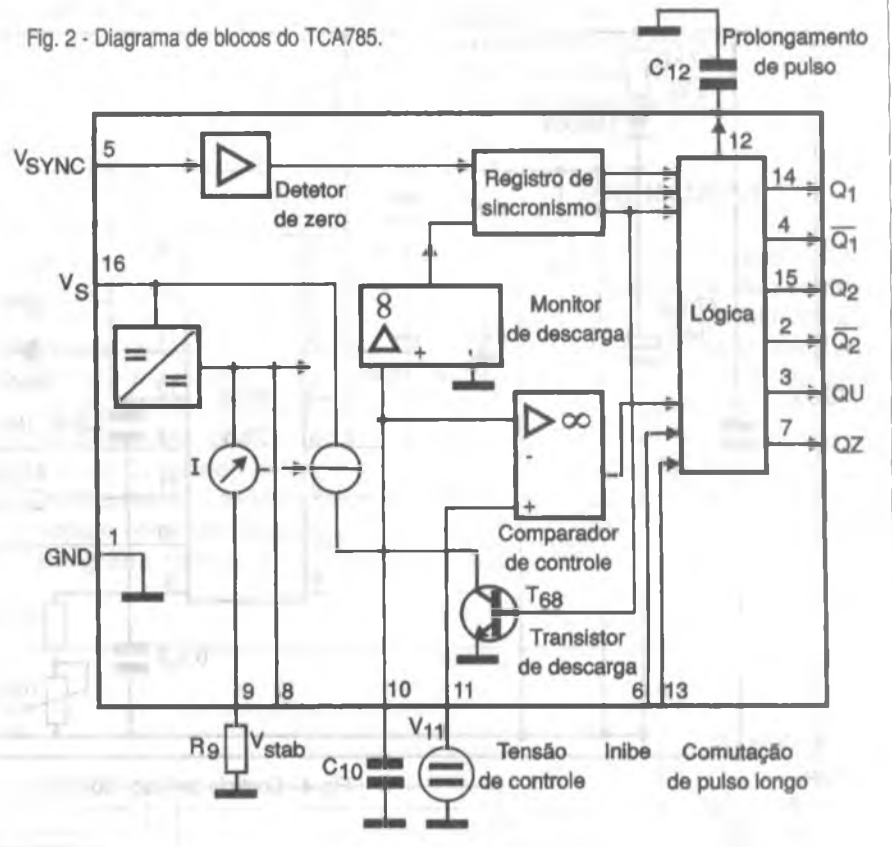 Fig. 2 - Diagrama de blocos do TCA785.
Prolongamento
de pulso
C12
12
VSYNC
5
Detetor
de zero
Registro de
sincronismo
14
Q1
4
Q1
15
Q2
2
Q2
3
QU
7
QZ
Lógica
VS
16
=
=
8
+
-
Monitor
de descarga
∞
-
+
Comparador
de controle
I
GND
1
T68
Transistor
de descarga
9
8
10
11
6
13
R9
Vstab
C10
V11
Tensão
de controle
Inibe
Comutação
de pulso longo